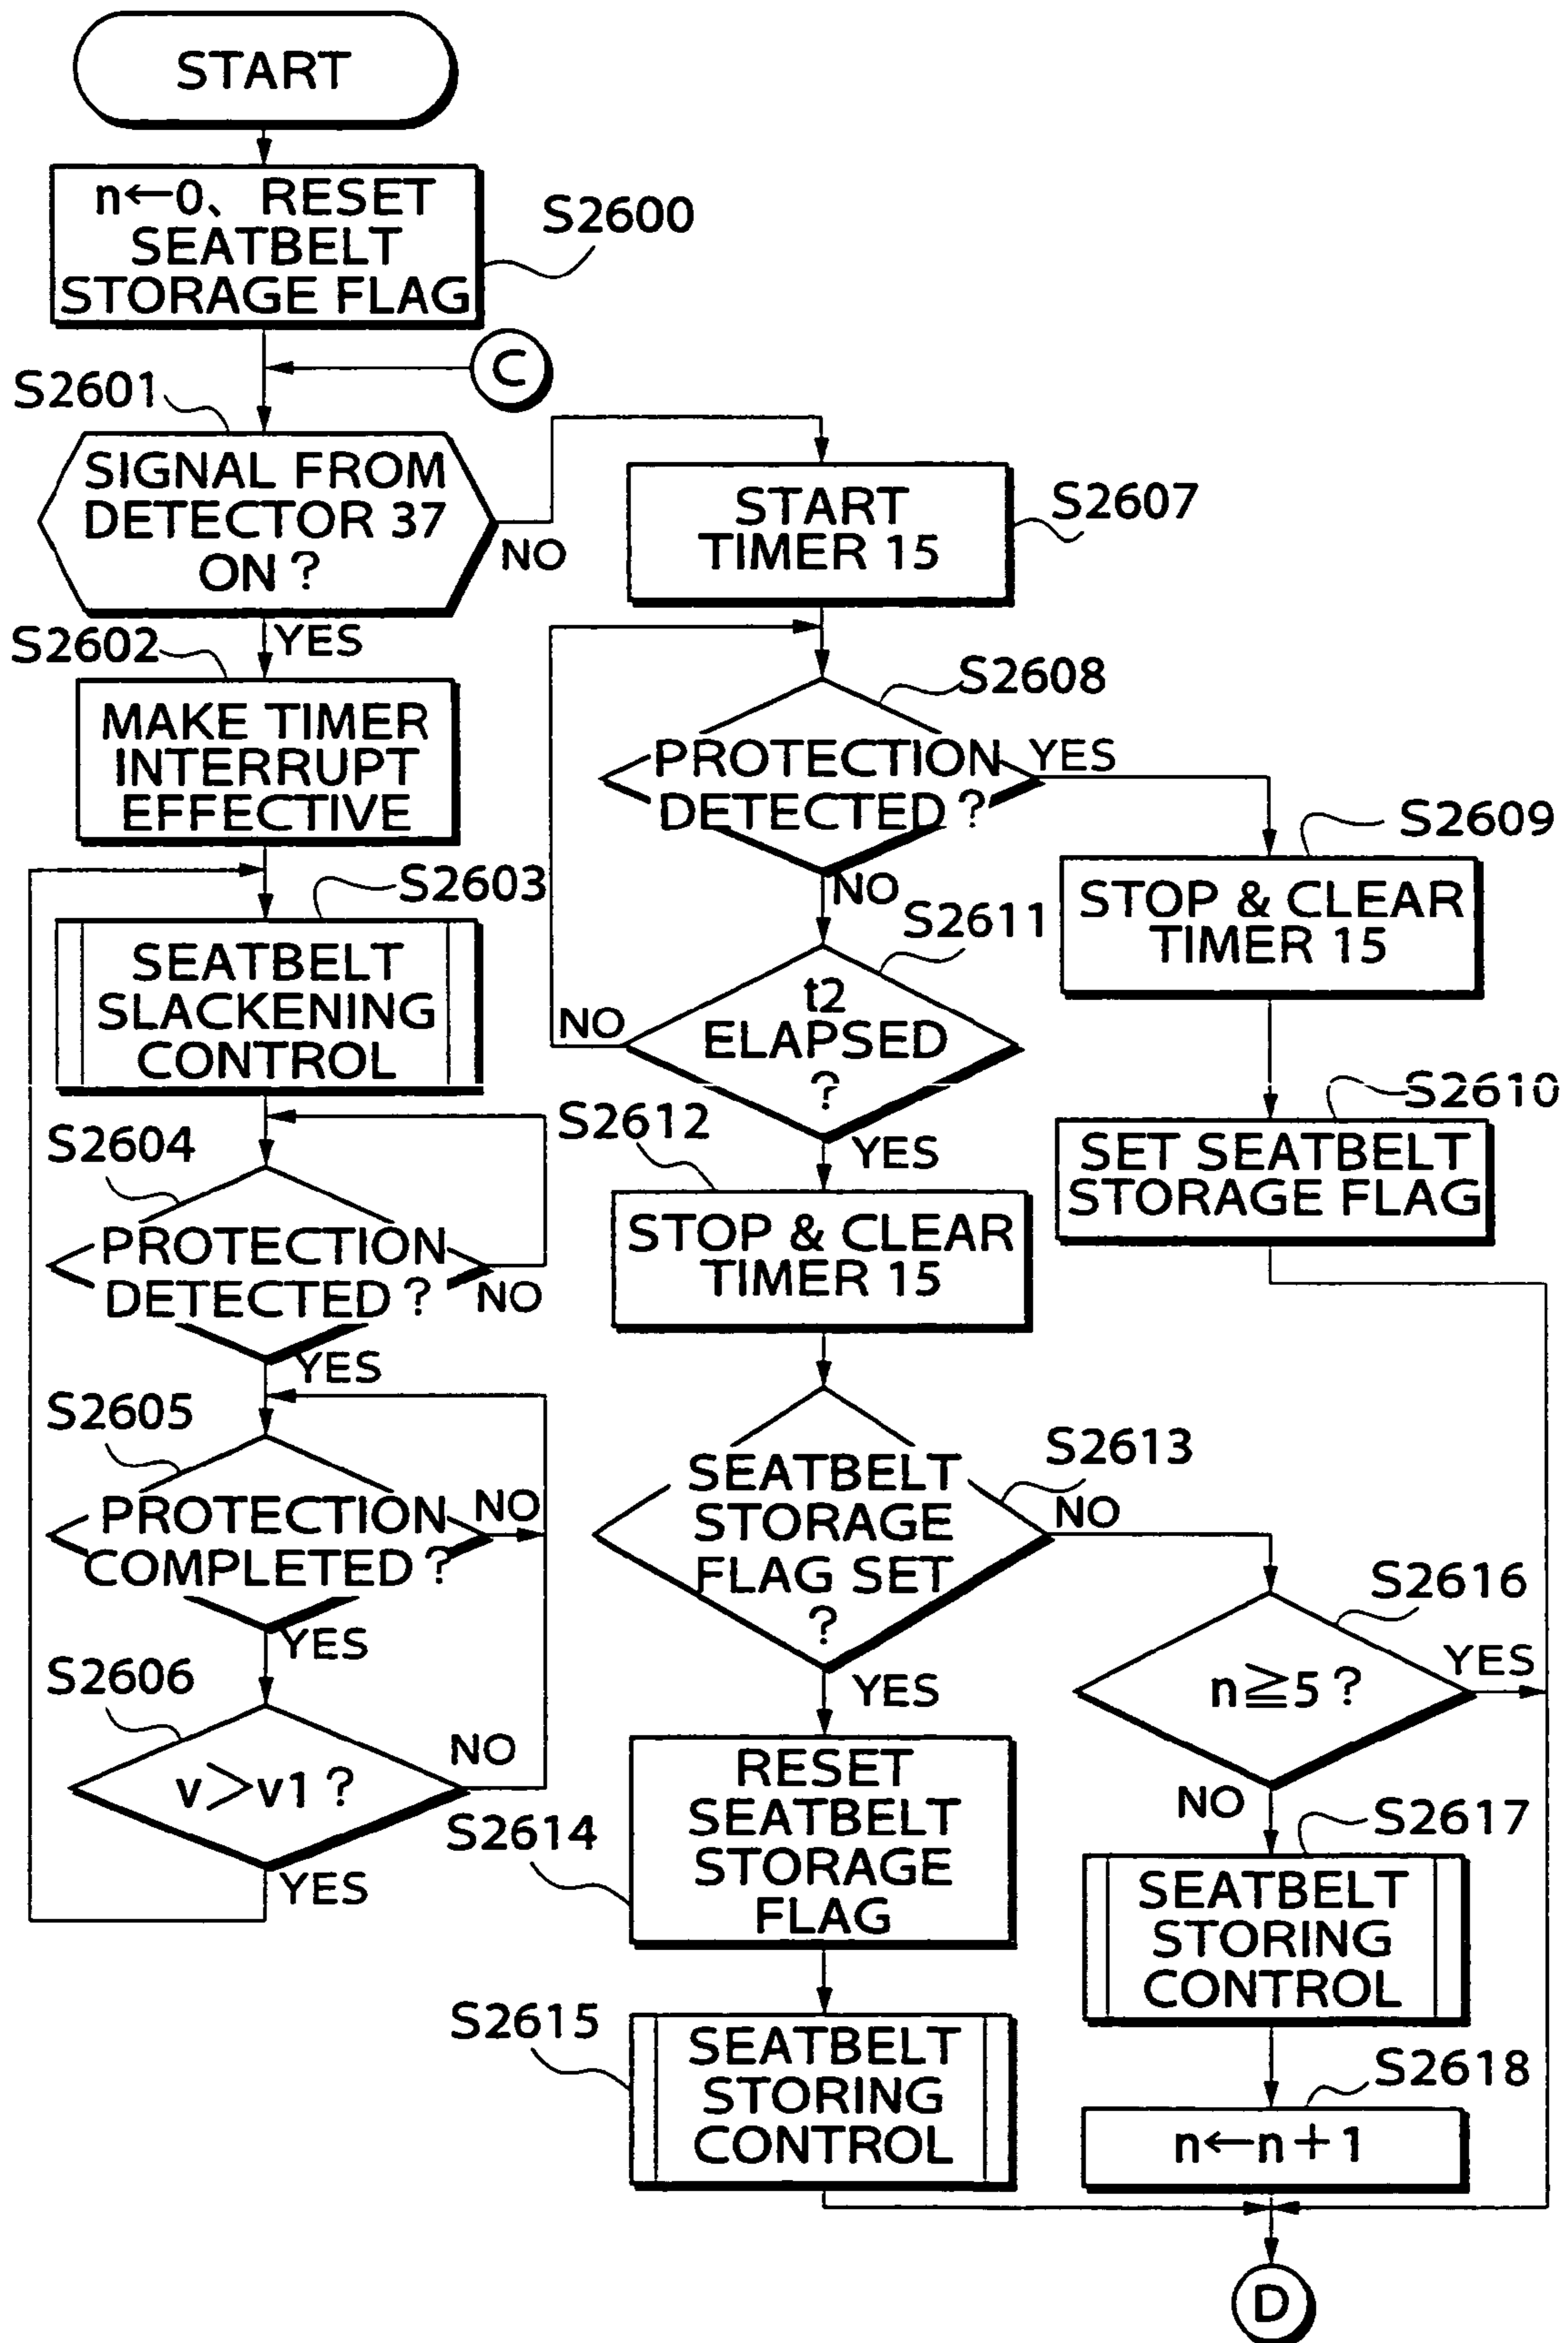 START
n←0、 RESET
SEATBELT
STORAGE FLAG
S2600
C
S2601
SIGNAL FROM
DETECTOR 37
ON ?
NO
YES
S2602
MAKE TIMER
INTERRUPT
EFFECTIVE
S2603
SEATBELT
SLACKENING
CONTROL
S2604
PROTECTION
DETECTED ?
NO
YES
S2605
PROTECTION
COMPLETED ?
NO
YES
S2606
v>v1 ?
NO
YES
START
TIMER 15
S2607
S2608
PROTECTION
DETECTED ?
YES
NO
S2609
STOP & CLEAR
TIMER 15
S2610
SET SEATBELT
STORAGE FLAG
S2611
t2
ELAPSED
?
NO
YES
S2612
STOP & CLEAR
TIMER 15
S2613
SEATBELT
STORAGE
FLAG SET
?
NO
YES
S2614
RESET
SEATBELT
STORAGE
FLAG
S2615
SEATBELT
STORING
CONTROL
S2616
n≧5 ?
YES
NO
S2617
SEATBELT
STORING
CONTROL
S2618
n←n+1
D